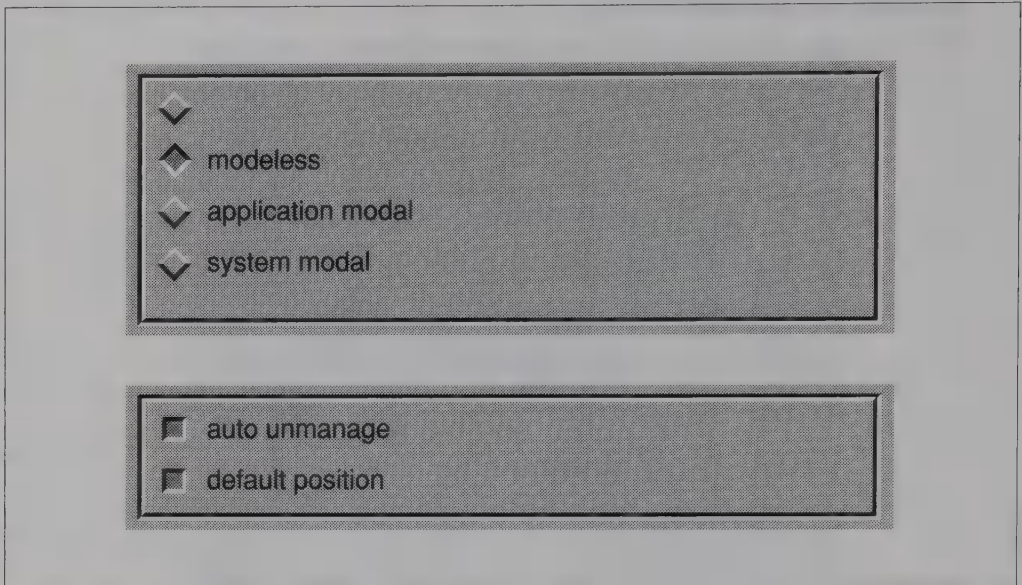 modeless
application modal
system modal
auto unmanage
default position